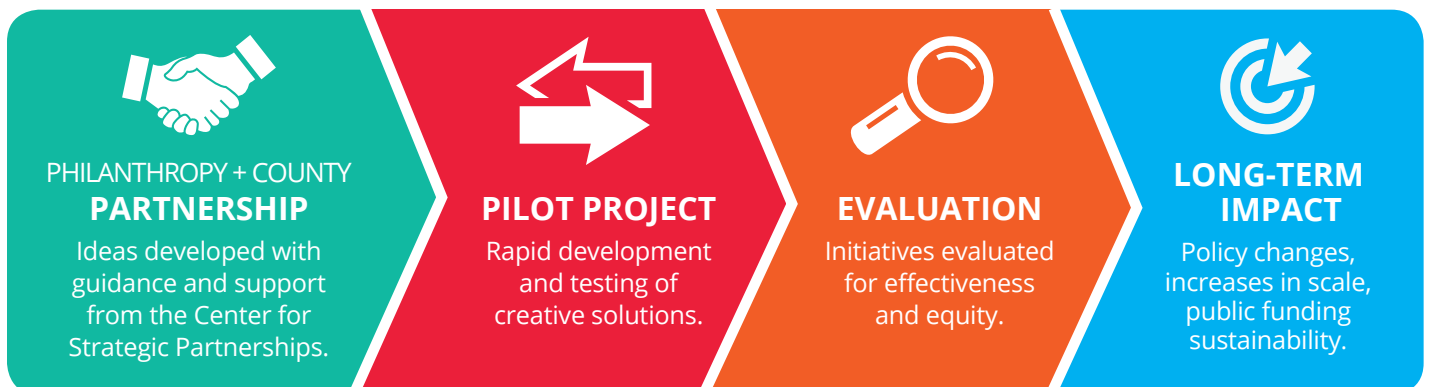 PHILANTHROPY + COUNTY
PARTNERSHIP
Ideas developed with
guidance and support
from the Center for
Strategic Partnerships.
PILOT PROJECT
Rapid development
and testing of
creative solutions.
EVALUATION
Initiatives evaluated
for effectiveness
and equity.
LONG-TERM
IMPACT
Policy changes,
increases in scale,
public funding
sustainability.